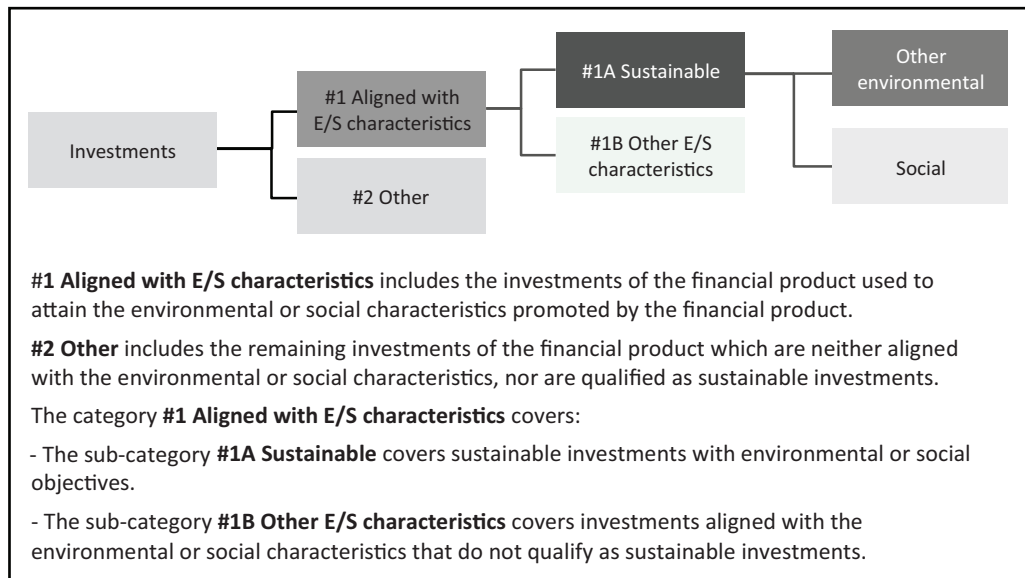 Investments
#1 Aligned with
E/S characteristics
#2 Other
#1A Sustainable
#1B Other E/S
characteristics
Other
environmental
Social
#1 Aligned with E/S characteristics includes the investments of the financial product used to
attain the environmental or social characteristics promoted by the financial product.
#2 Other includes the remaining investments of the financial product which are neither aligned
with the environmental or social characteristics, nor are qualified as sustainable investments.
The category #1 Aligned with E/S characteristics covers:
- The sub-category #1A Sustainable covers sustainable investments with environmental or social
objectives.
- The sub-category #1B Other E/S characteristics covers investments aligned with the
environmental or social characteristics that do not qualify as sustainable investments.